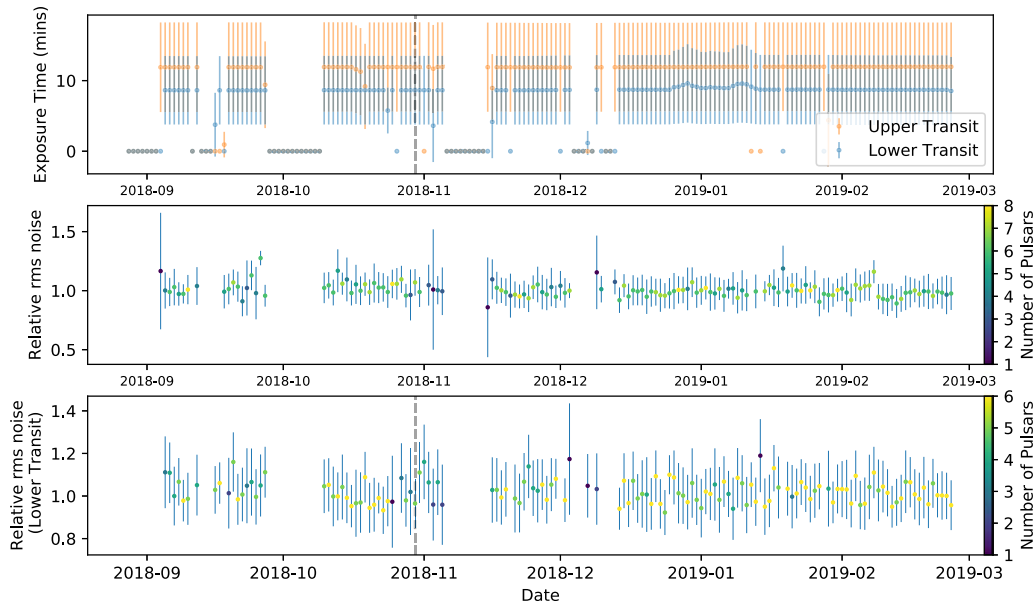 Exposure Time (mins)
10
0
Upper Transit
Lower Transit
2018-09 2018-10 2018-11 2018-12 2019-01 2019-02 2019-03
Relative rms noise
1.5
1.0
0.5
8
7
6
5
4
3
2
1
Number of Pulsars
2018-09 2018-10 2018-11 2018-12 2019-01 2019-02 2019-03
Relative rms noise
(Lower Transit)
1.4
1.2
1.0
0.8
6
5
4
3
2
1
Number of Pulsars
2018-09 2018-10 2018-11 2018-12 2019-01 2019-02 2019-03
Date